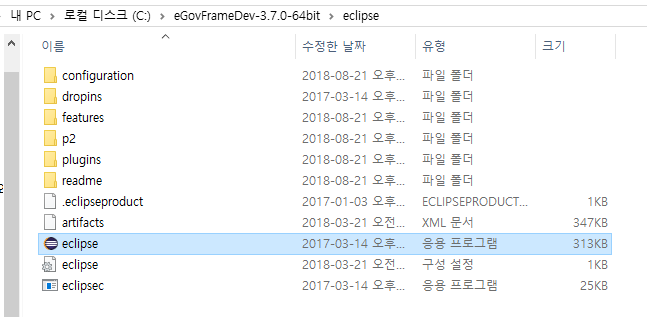 내 PC › 로컬 디스크 (C:) › eGovFrameDev-3.7.0-64bit › eclipse
이름 수정한 날짜 유형 크기
configuration 2018-08-21 오후... 파일 폴더
dropins 2017-03-14 오후... 파일 폴더
features 2018-08-21 오후... 파일 폴더
p2 2018-08-21 오후... 파일 폴더
plugins 2018-08-21 오후... 파일 폴더
readme 2018-08-21 오후... 파일 폴더
.eclipseproduct 2017-01-03 오후... ECLIPSEPRODUCT... 1KB
artifacts 2018-03-21 오전... XML 문서 347KB
eclipse 2017-03-14 오후... 응용 프로그램 313KB
eclipse 2018-03-21 오전... 구성 설정 1KB
eclipsec 2017-03-14 오후... 응용 프로그램 25KB